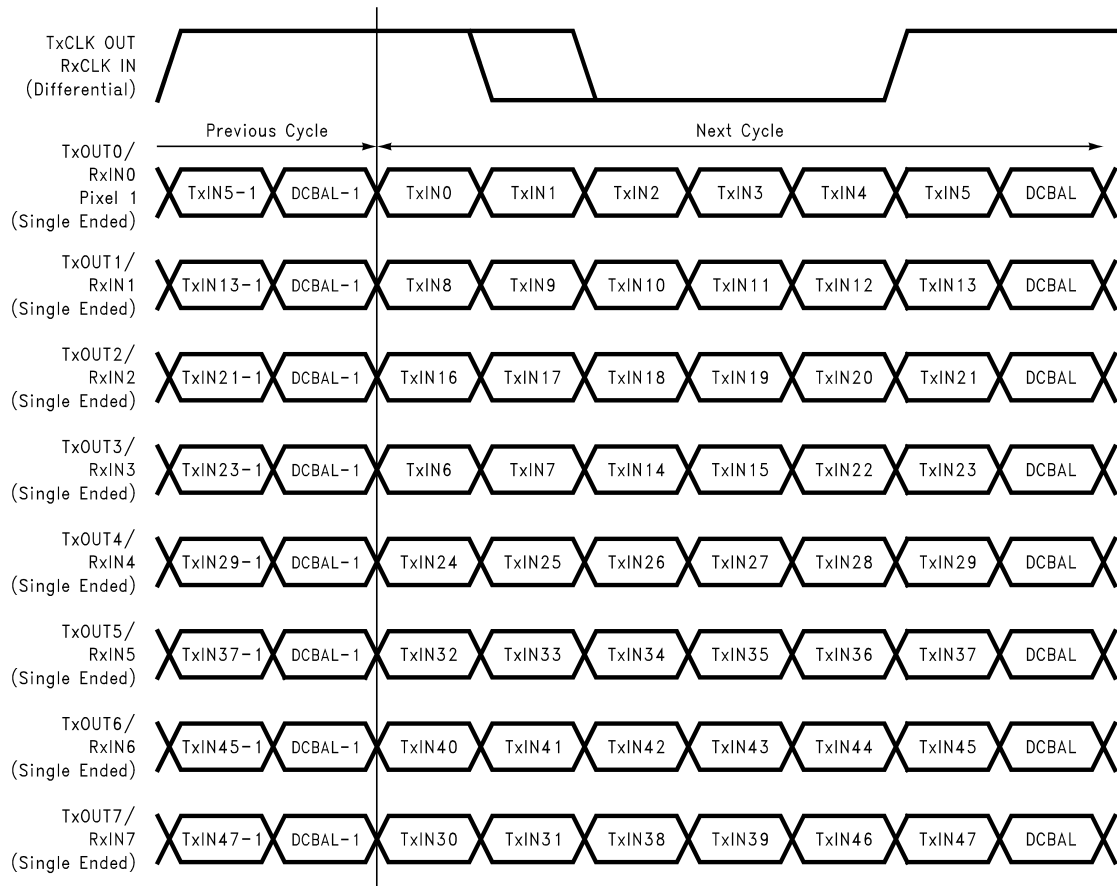 TxCLK OUT
RxCLK IN
(Differential)
Previous Cycle
Next Cycle
TxOUT0/
RxIN0
Pixel 1
(Single Ended)
TxIN5-1 DCBAL-1 TxIN0 TxIN1 TxIN2 TxIN3 TxIN4 TxIN5 DCBAL
TxOUT1/
RxIN1
(Single Ended)
TxIN13-1 DCBAL-1 TxIN8 TxIN9 TxIN10 TxIN11 TxIN12 TxIN13 DCBAL
TxOUT2/
RxIN2
(Single Ended)
TxIN21-1 DCBAL-1 TxIN16 TxIN17 TxIN18 TxIN19 TxIN20 TxIN21 DCBAL
TxOUT3/
RxIN3
(Single Ended)
TxIN23-1 DCBAL-1 TxIN6 TxIN7 TxIN14 TxIN15 TxIN22 TxIN23 DCBAL
TxOUT4/
RxIN4
(Single Ended)
TxIN29-1 DCBAL-1 TxIN24 TxIN25 TxIN26 TxIN27 TxIN28 TxIN29 DCBAL
TxOUT5/
RxIN5
(Single Ended)
TxIN37-1 DCBAL-1 TxIN32 TxIN33 TxIN34 TxIN35 TxIN36 TxIN37 DCBAL
TxOUT6/
RxIN6
(Single Ended)
TxIN45-1 DCBAL-1 TxIN40 TxIN41 TxIN42 TxIN43 TxIN44 TxIN45 DCBAL
TxOUT7/
RxIN7
(Single Ended)
TxIN47-1 DCBAL-1 TxIN30 TxIN31 TxIN38 TxIN39 TxIN46 TxIN47 DCBAL